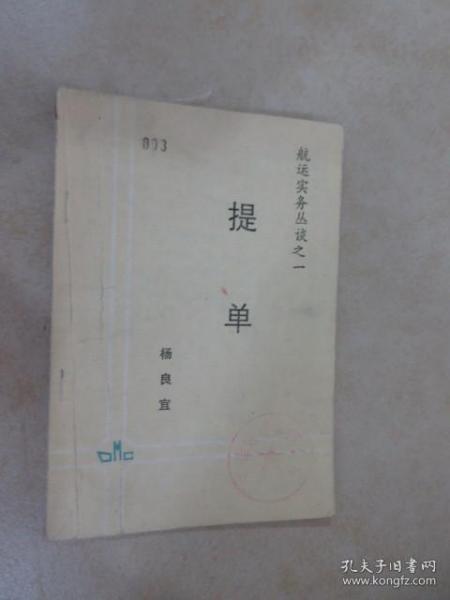 003
航运实务丛谈之一
提单
杨良宜
孔夫子旧书网
www.kongfz.com